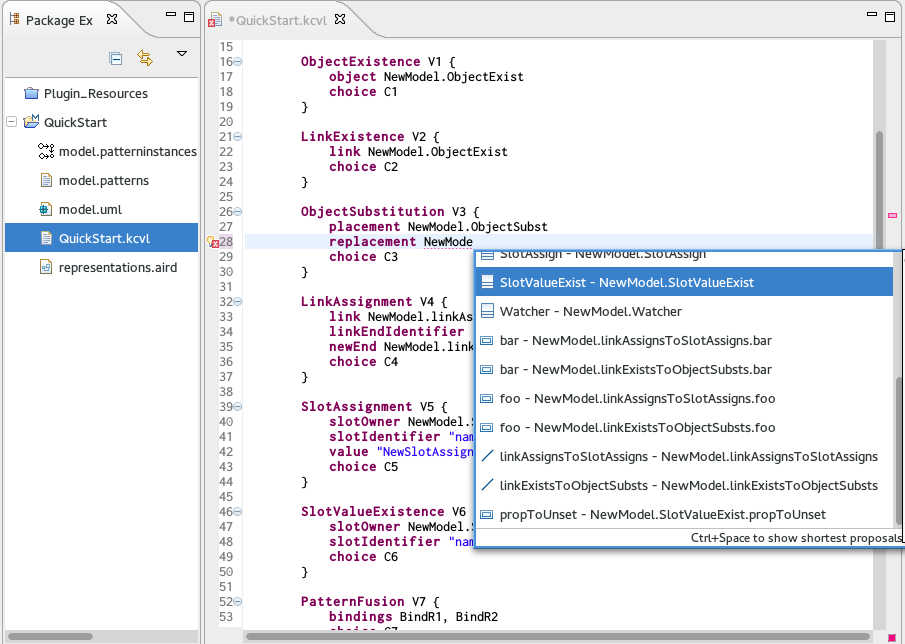 Package Ex
Plugin_Resources
QuickStart
model.patterninstances
model.patterns
model.uml
QuickStart.kcvl
representations.aird
*QuickStart.kcvl
15
16 ObjectExistence V1 {
17 object NewModel.ObjectExist
18 choice C1
19 }
20
21 LinkExistence V2 {
22 link NewModel.ObjectExist
23 choice C2
24 }
25
26 ObjectSubstitution V3 {
27 placement NewModel.ObjectSubst
28 replacement NewMode
29 choice C3
30 }
31
32 LinkAssignment V4 {
33 link NewModel.linkAs
34 linkEndIdentifier
35 newEnd NewModel.link
36 choice C4
37 }
38
39 SlotAssignment V5 {
40 slotOwner NewModel.S
41 slotIdentifier "nam
42 value "NewSlotAssign
43 choice C5
44 }
45
46 SlotValueExistence V6
47 slotOwner NewModel.S
48 slotIdentifier "nam
49 choice C6
50 }
51
52 PatternFusion V7 {
53 bindings BindR1, BindR2
choice C7
SlotAssign - NewModel.SlotAssign
SlotValueExist - NewModel.SlotValueExist
Watcher - NewModel.Watcher
bar - NewModel.linkAssignsToSlotAssigns.bar
bar - NewModel.linkExistsToObjectSubsts.bar
foo - NewModel.linkAssignsToSlotAssigns.foo
foo - NewModel.linkExistsToObjectSubsts.foo
linkAssignsToSlotAssigns - NewModel.linkAssignsToSlotAssigns
linkExistsToObjectSubsts - NewModel.linkExistsToObjectSubsts
propToUnset - NewModel.SlotValueExist.propToUnset
Ctrl+Space to show shortest proposals